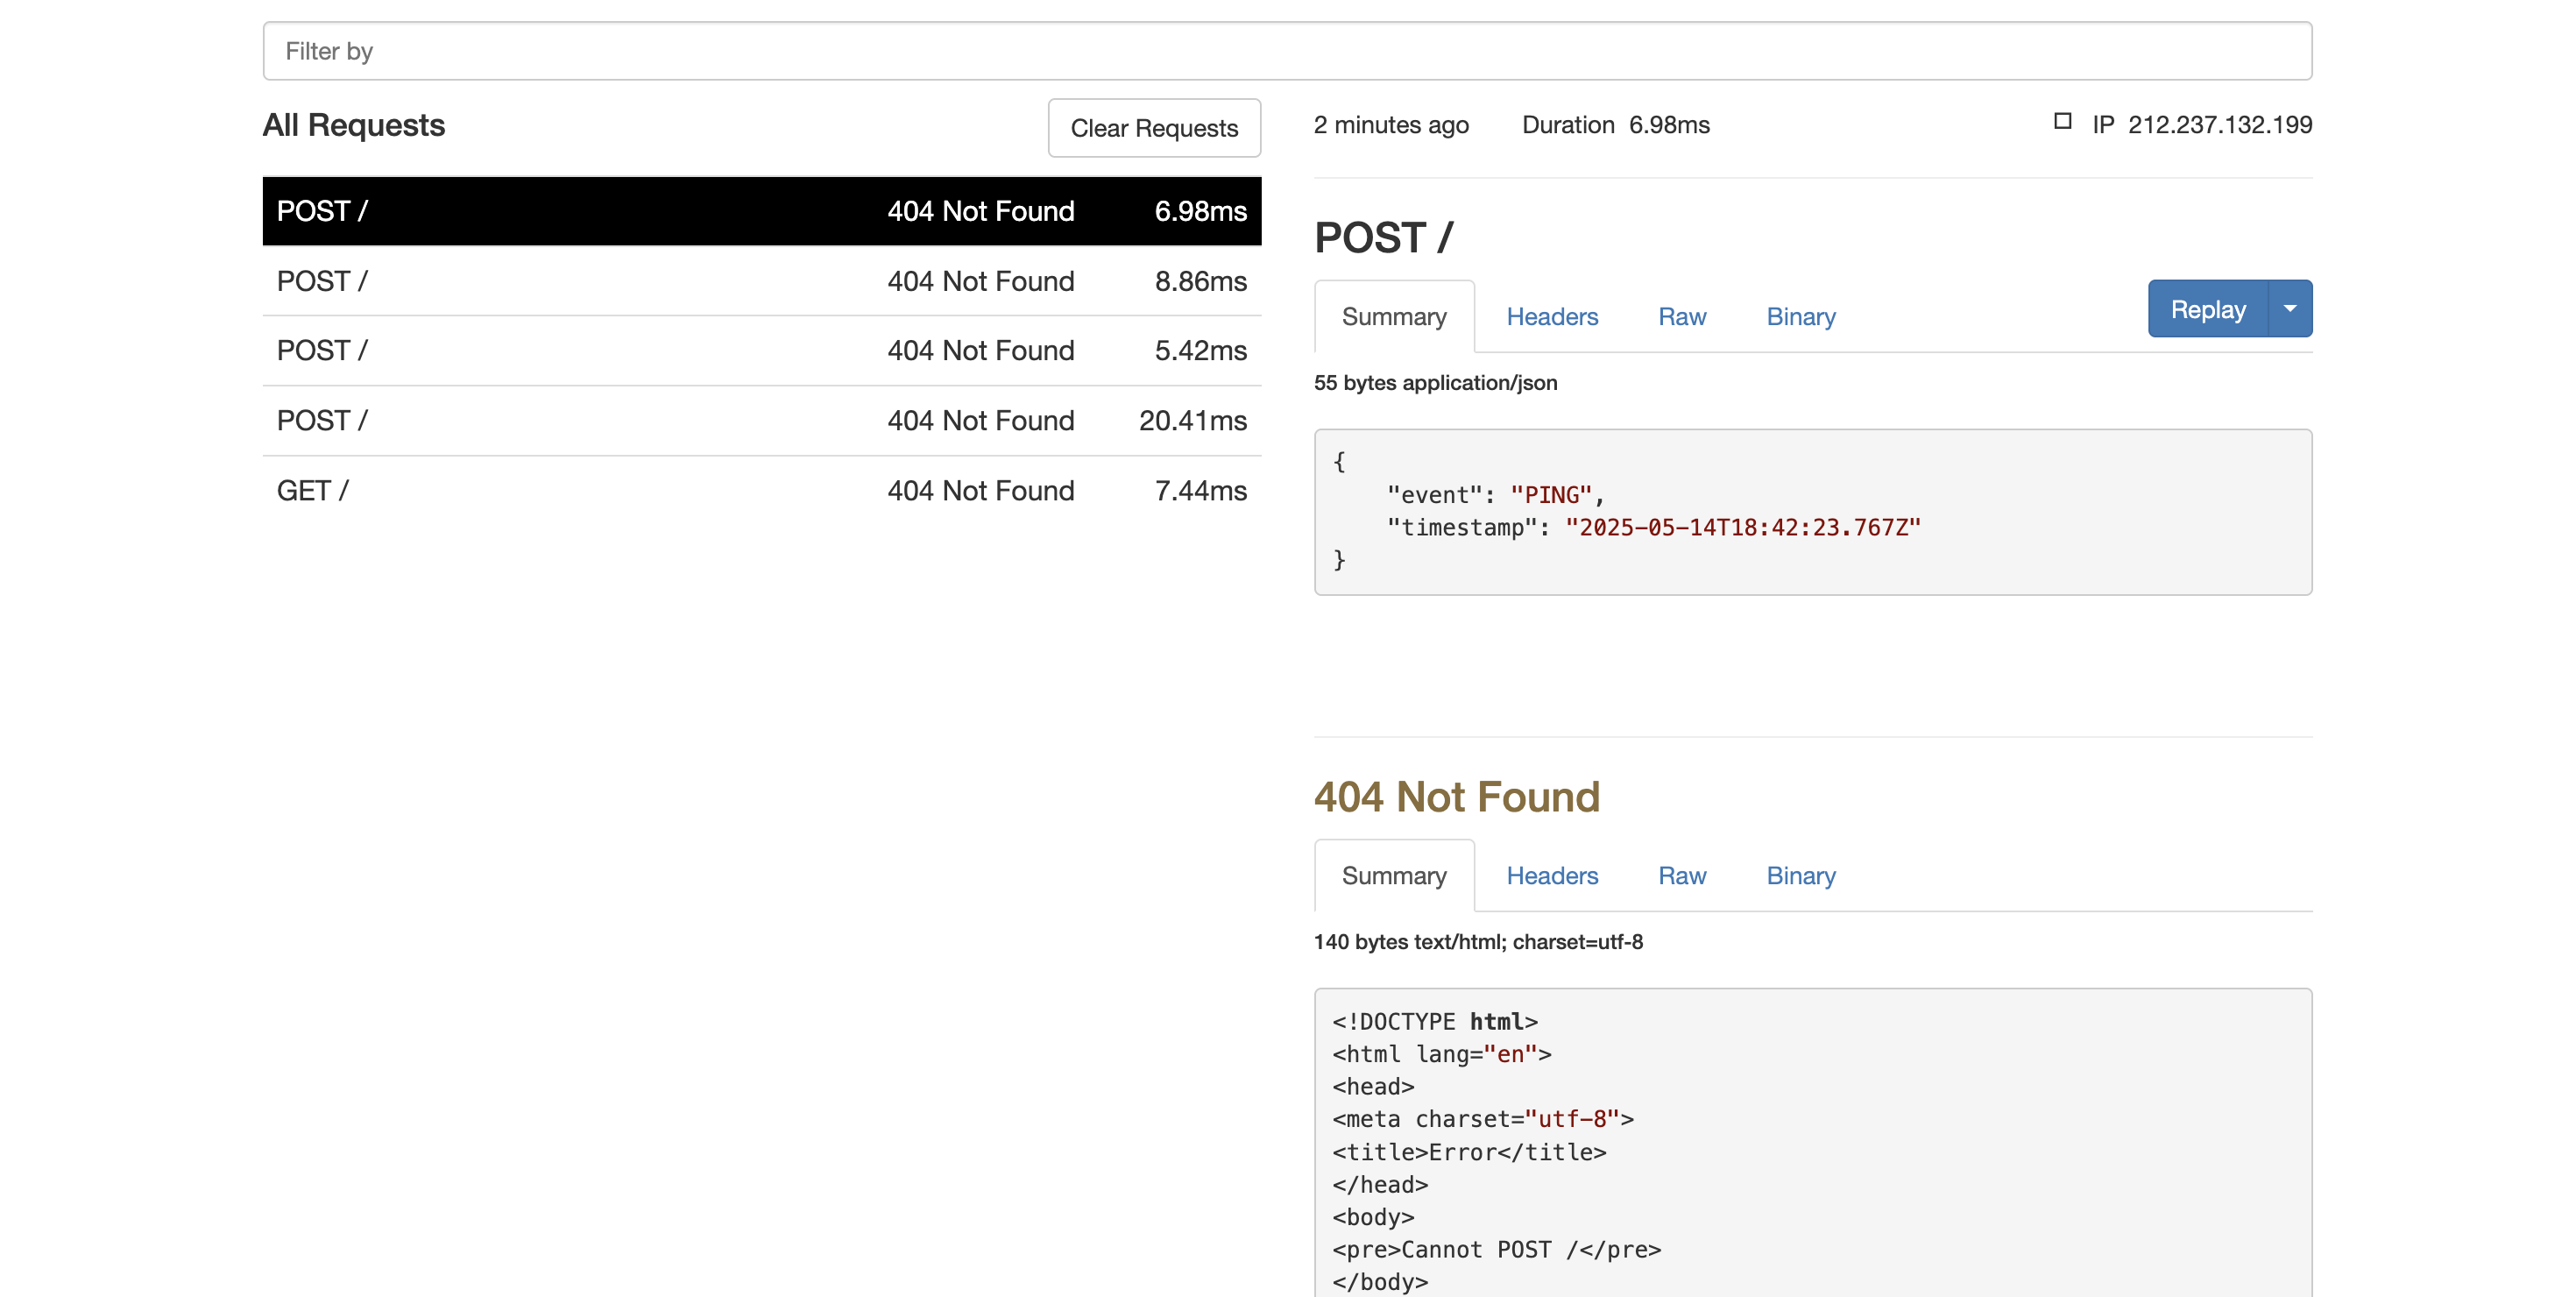 Filter by
All Requests
Clear Requests
POST / 404 Not Found 6.98ms
POST / 404 Not Found 8.86ms
POST / 404 Not Found 5.42ms
POST / 404 Not Found 20.41ms
GET / 404 Not Found 7.44ms
2 minutes ago Duration 6.98ms IP 212.237.132.199
POST /
Summary Headers Raw Binary Replay
55 bytes application/json
{
    "event": "PING",
    "timestamp": "2025-05-14T18:42:23.767Z"
}
404 Not Found
Summary Headers Raw Binary
140 bytes text/html; charset=utf-8
<!DOCTYPE html>
<html lang="en">
<head>
<meta charset="utf-8">
<title>Error</title>
</head>
<body>
<pre>Cannot POST /</pre>
</body>